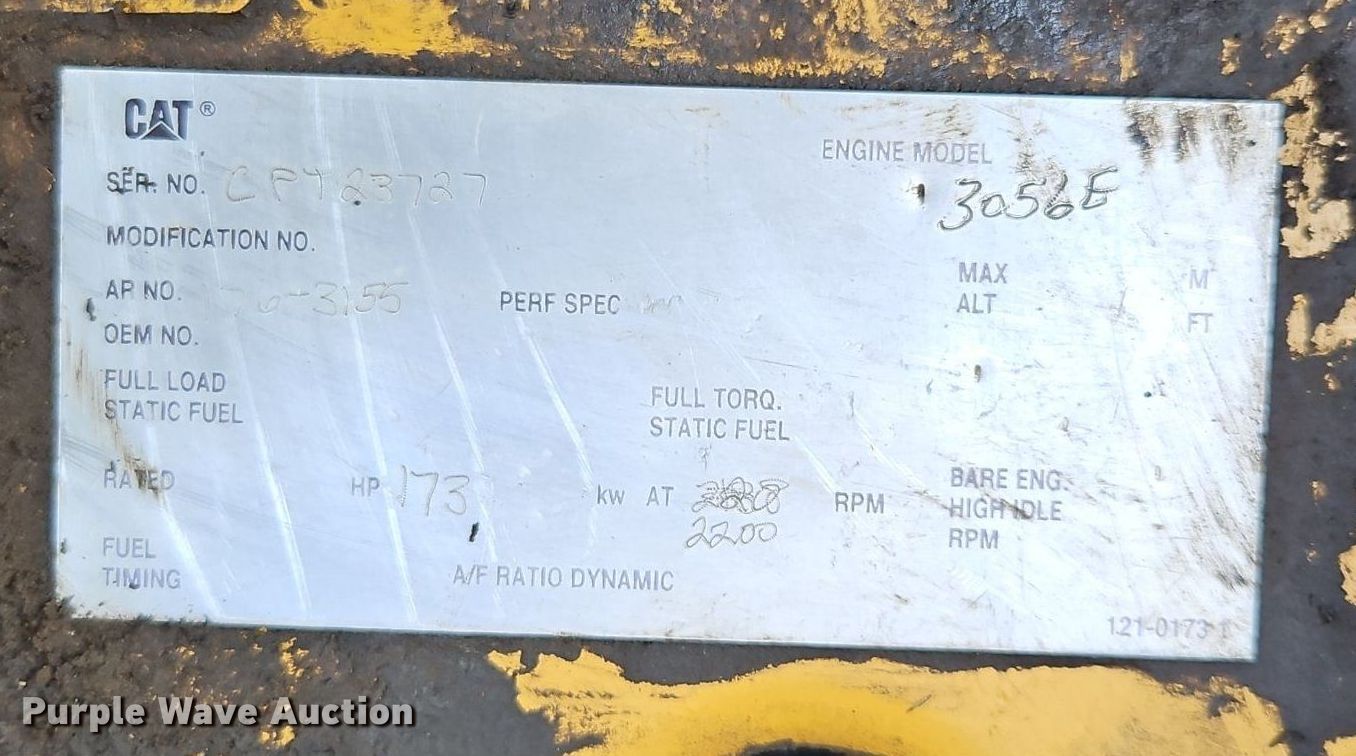 CAT®
ENGINE MODEL
SER. NO. CPT23727
3056E
MODIFICATION NO.
AR NO. -3155
PERF SPEC
MAX ALT
M
FT
OEM NO.
FULL LOAD
STATIC FUEL
FULL TORQ.
STATIC FUEL
RATED HP 173 kW AT 2200 RPM
BARE ENG.
HIGH IDLE
RPM
FUEL
TIMING
A/F RATIO DYNAMIC
121-0173
Purple Wave Auction